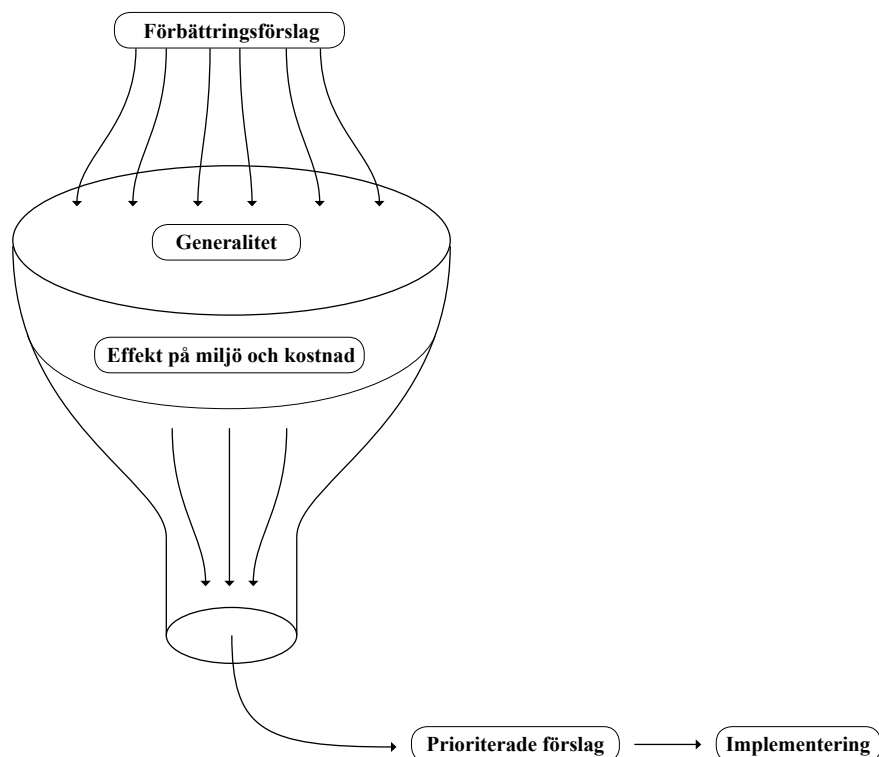 Förbättringsförslag
Generalitet
Effekt på miljö och kostnad
Prioriterade förslag
Implementering